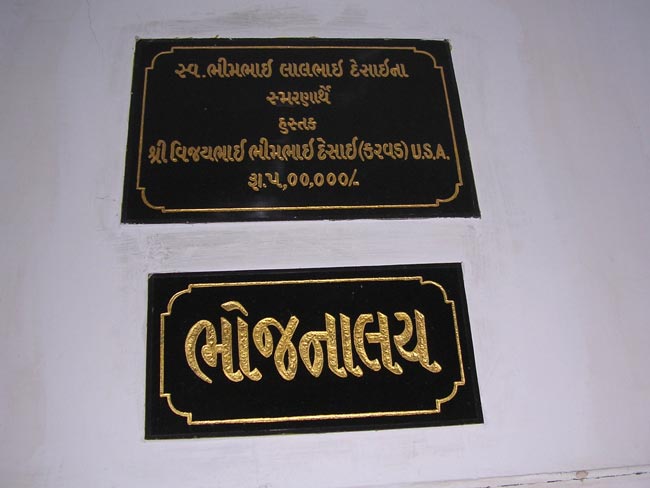 સ્વ.ભીમભાઈ લાલભાઈ દેસાઈના
સ્મરણાર્થે
હસ્તક
શ્રી વિજયભાઈ ભીમભાઈ દેસાઈ(કરવડ) U.S.A.
રૂા.૫,૦૦,૦૦૦/-
ભોજનાલય